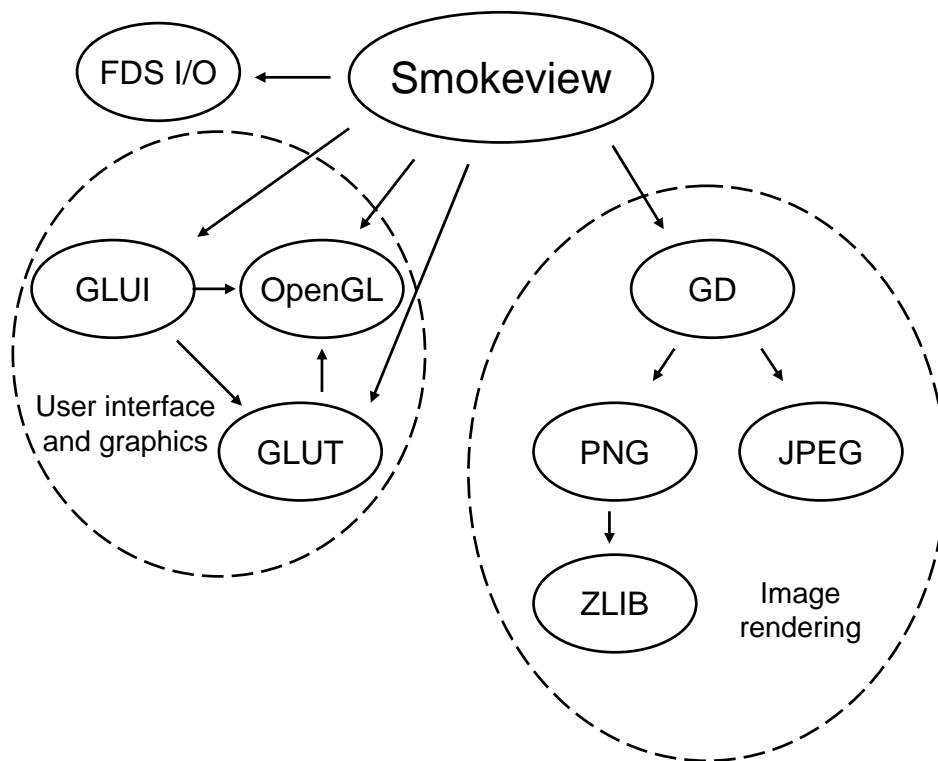 Smokeview
FDS I/O
GLUI
OpenGL
User interface
and graphics
GLUT
GD
PNG
JPEG
ZLIB
Image
rendering